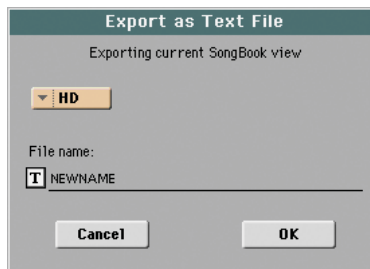 Export as Text File
Exporting current SongBook view
HD
File name:
T NEWNAME
Cancel OK